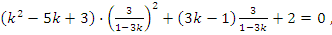 (k² − 5k + 3) · (3/(1−3k))² + (3k − 1) 3/(1−3k) + 2 = 0 ,